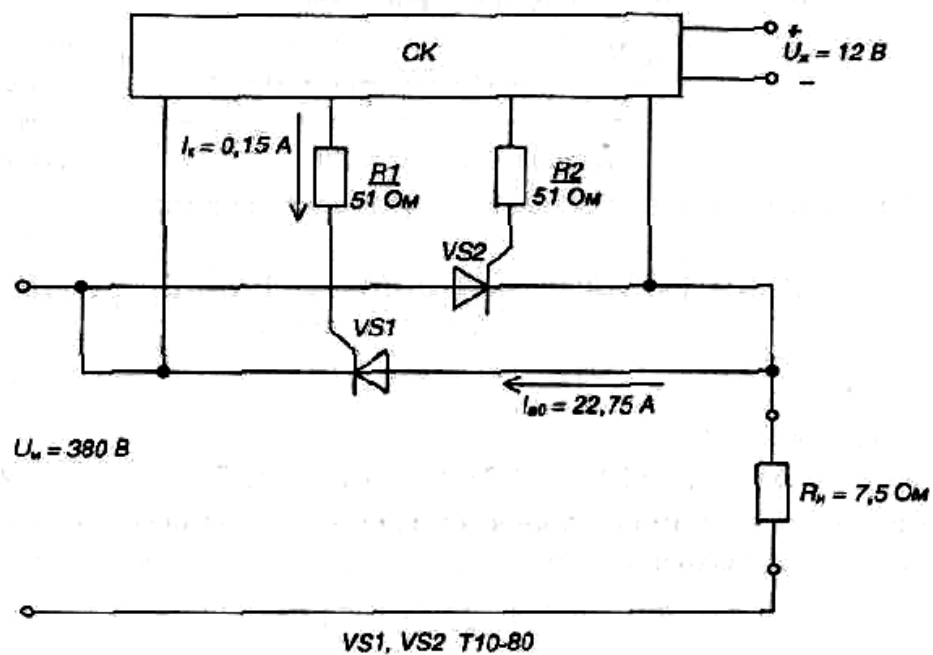 СК
+
Uж = 12 В
−
Iк = 0,15 А
R1
51 Ом
R2
51 Ом
VS2
VS1
Iво = 22,75 А
Uм = 380 В
Rн = 7,5 Ом
VS1, VS2 Т10-80